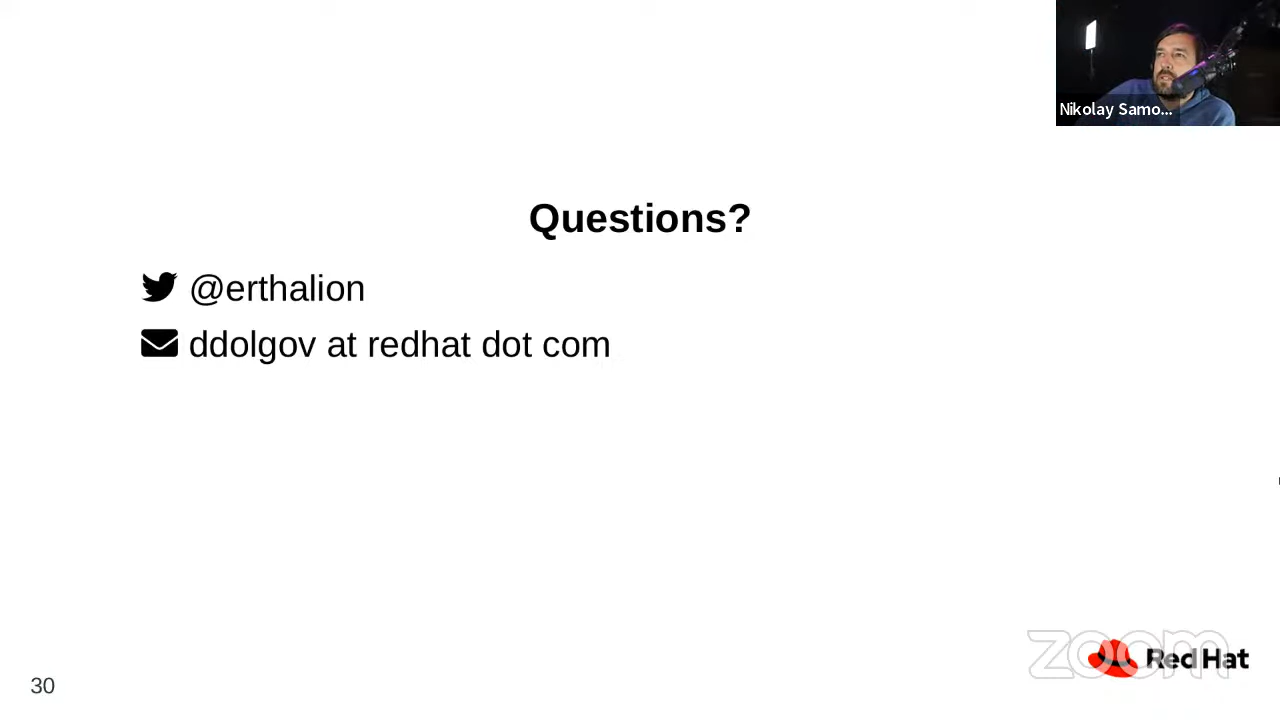 Nikolay Samo...
Questions?
@erthalion
ddolgov at redhat dot com
zoom
Red Hat
30